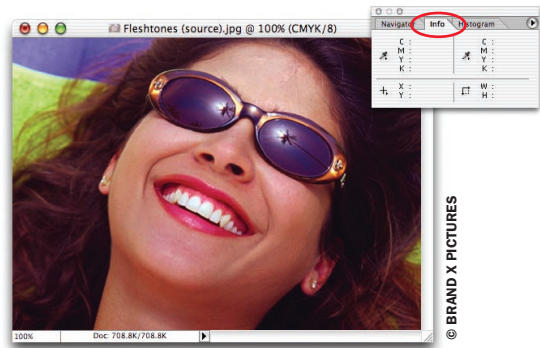 Fleshtones (source).jpg @ 100% (CMYK/8)
Navigator Info Histogram
C : C :
M : M :
Y : Y :
K : K :
X : W :
Y : H :
© BRAND X PICTURES
100% Doc: 708.8K/708.8K